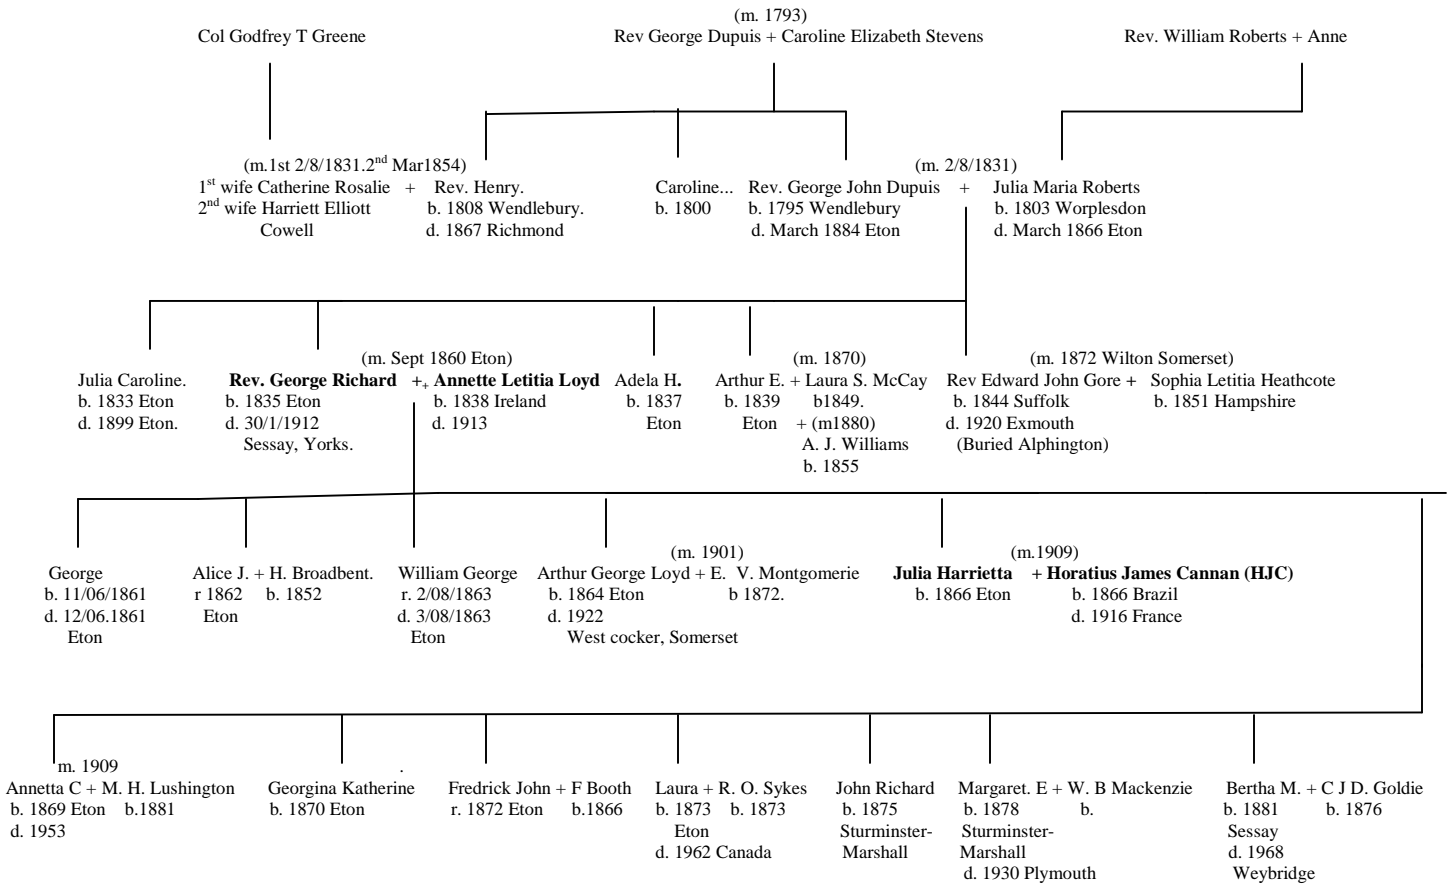 (m. 1793)
Col Godfrey T Greene
Rev George Dupuis + Caroline Elizabeth Stevens
Rev. William Roberts + Anne
(m.1st 2/8/1831.2nd Mar1854)
1st wife Catherine Rosalie + Rev. Henry.
2nd wife Harriett Elliott b. 1808 Wendlebury.
Cowell d. 1867 Richmond
Caroline...
b. 1800
(m. 2/8/1831)
Rev. George John Dupuis + Julia Maria Roberts
b. 1795 Wendlebury b. 1803 Worplesdon
d. March 1884 Eton d. March 1866 Eton
Julia Caroline.
b. 1833 Eton
d. 1899 Eton.
(m. Sept 1860 Eton)
Rev. George Richard ++ Annette Letitia Loyd
b. 1835 Eton b. 1838 Ireland
d. 30/1/1912 d. 1913
Sessay, Yorks.
Adela H.
b. 1837
Eton
(m. 1870)
Arthur E. + Laura S. McCay
b. 1839 b1849.
Eton + (m1880)
A. J. Williams
b. 1855
(m. 1872 Wilton Somerset)
Rev Edward John Gore + Sophia Letitia Heathcote
b. 1844 Suffolk b. 1851 Hampshire
d. 1920 Exmouth
(Buried Alphington)
George
b. 11/06/1861
d. 12/06.1861
Eton
Alice J. + H. Broadbent.
r 1862 b. 1852
Eton
William George
r. 2/08/1863
d. 3/08/1863
Eton
(m. 1901)
Arthur George Loyd + E. V. Montgomerie
b. 1864 Eton b 1872.
d. 1922
West cocker, Somerset
(m.1909)
Julia Harrietta + Horatius James Cannan (HJC)
b. 1866 Eton b. 1866 Brazil
d. 1916 France
m. 1909 .
Annetta C + M. H. Lushington
b. 1869 Eton b.1881
d. 1953
Georgina Katherine
b. 1870 Eton
Fredrick John + F Booth
r. 1872 Eton b.1866
Laura + R. O. Sykes
b. 1873 b. 1873
Eton
d. 1962 Canada
John Richard
b. 1875
Sturminster-
Marshall
Margaret. E + W. B Mackenzie
b. 1878 b.
Sturminster-
Marshall
d. 1930 Plymouth
Bertha M. + C J D. Goldie
b. 1881 b. 1876
Sessay
d. 1968
Weybridge